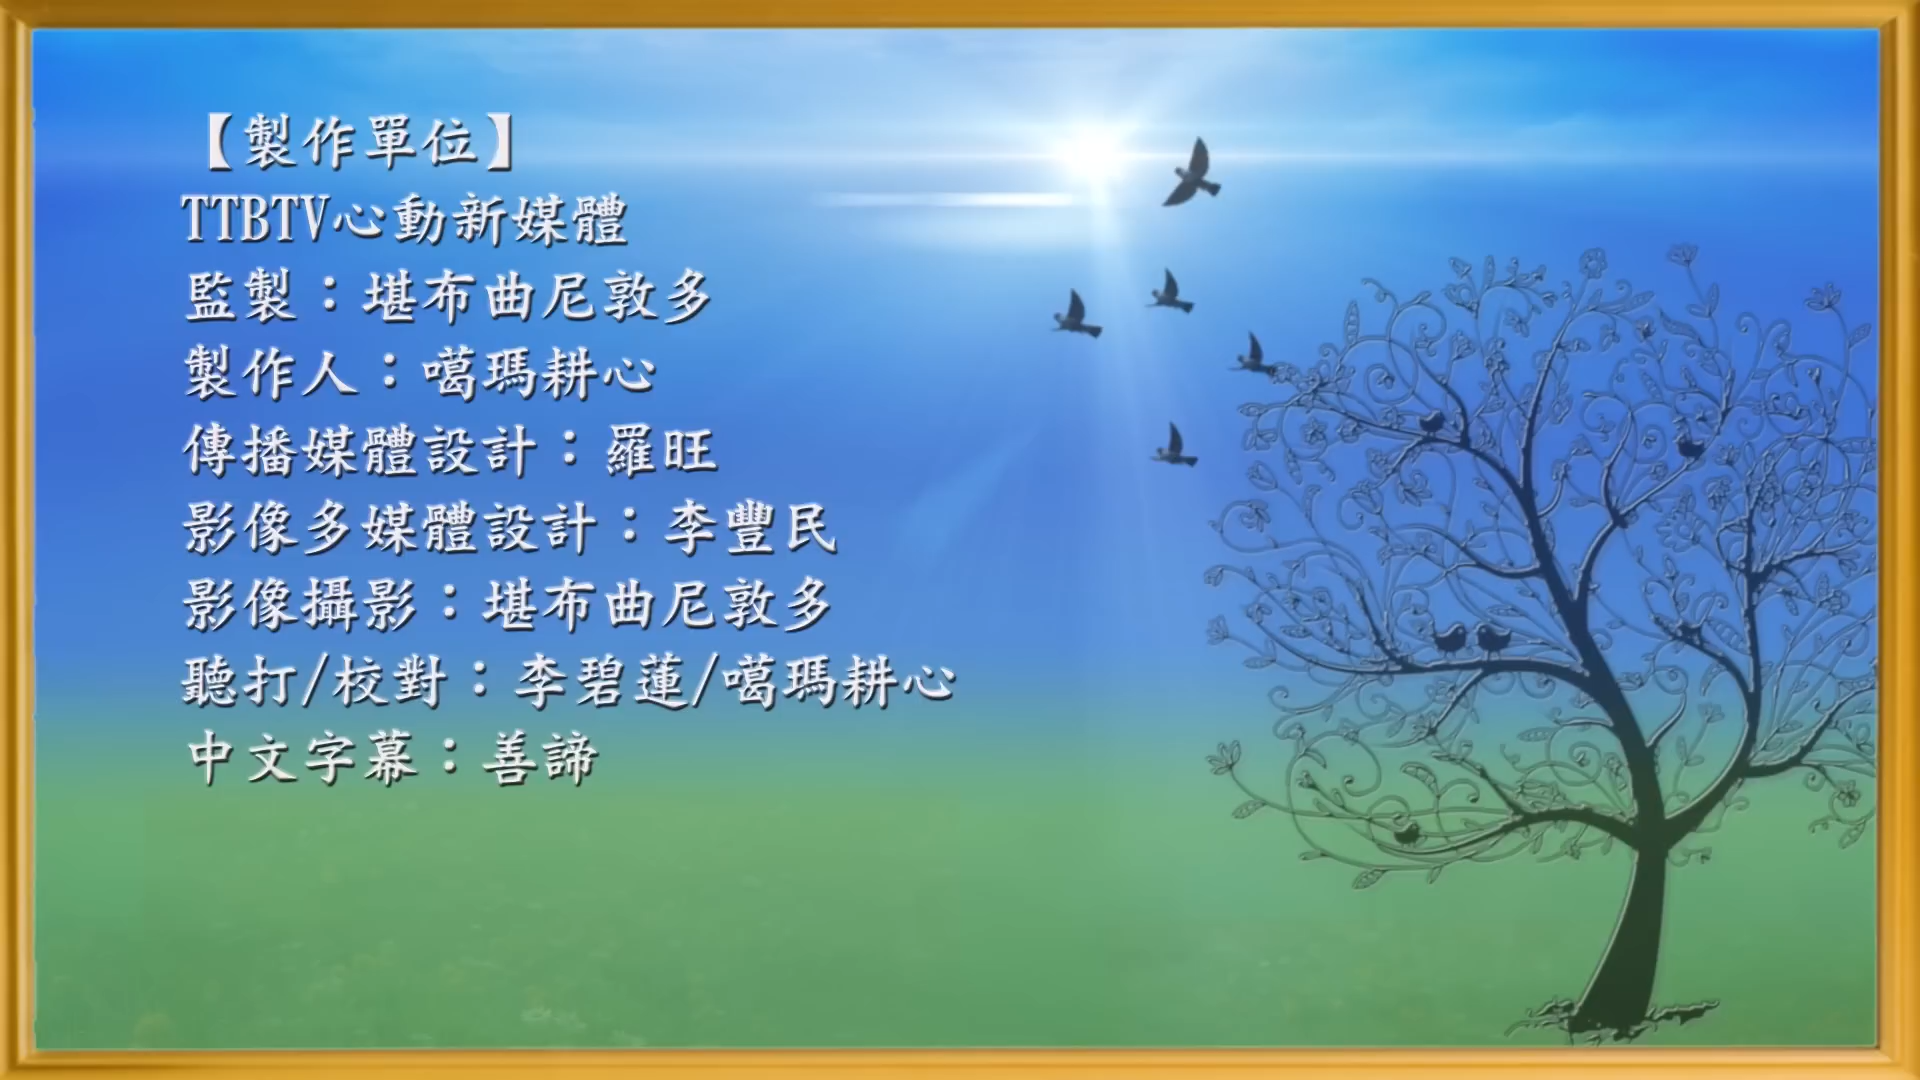 【製作單位】
TTBTV心動新媒體
監製：堪布曲尼敦多
製作人：噶瑪耕心
傳播媒體設計：羅旺
影像多媒體設計：李豐民
影像攝影：堪布曲尼敦多
聽打/校對：李碧蓮/噶瑪耕心
中文字幕：善諦